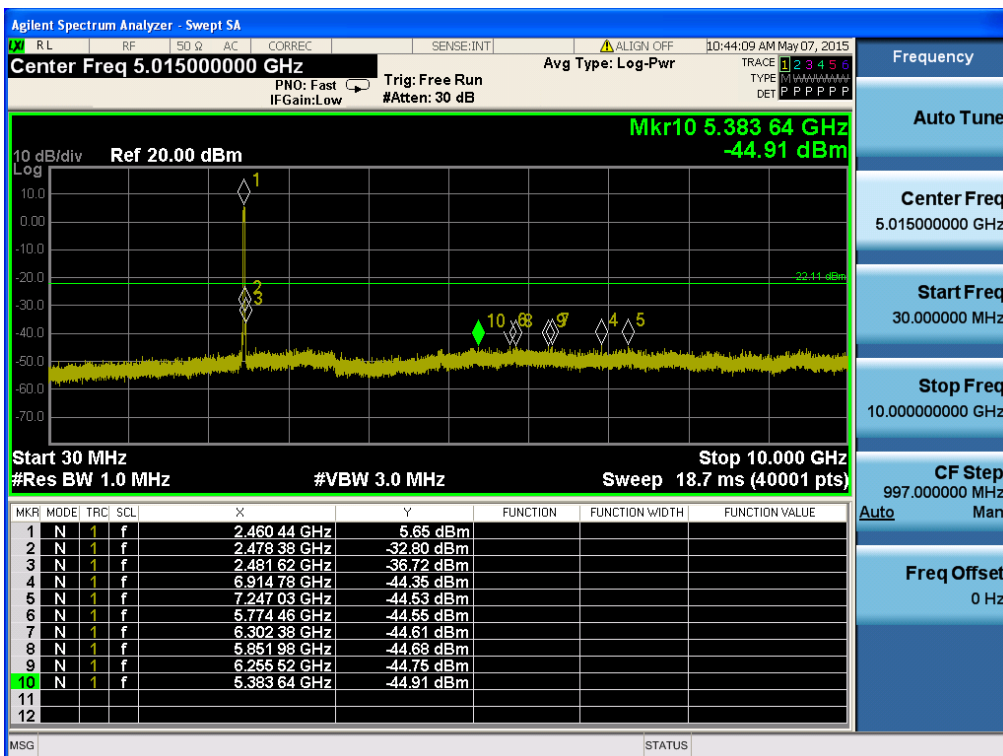 Agilent Spectrum Analyzer - Swept SA
LXI RL RF 50 Ω AC CORREC SENSE:INT ALIGN OFF 10:44:09 AM May 07, 2015
Center Freq 5.015000000 GHz
PNO: Fast
IFGain:Low
Trig: Free Run
#Atten: 30 dB
Avg Type: Log-Pwr
TRACE 1 2 3 4 5 6
TYPE M
DET P P P P P P
Mkr10 5.383 64 GHz
-44.91 dBm
10 dB/div Ref 20.00 dBm
Log
10.0
0.00
-10.0
-20.0
-30.0
-40.0
-50.0
-60.0
-70.0
1
2
3
10 6 8 9 7 4 5
22.11 dBm
Start 30 MHz Stop 10.000 GHz
#Res BW 1.0 MHz #VBW 3.0 MHz Sweep 18.7 ms (40001 pts)
MKR MODE TRC SCL X Y FUNCTION FUNCTION WIDTH FUNCTION VALUE
1 N 1 f 2.460 44 GHz 5.65 dBm
2 N 1 f 2.478 38 GHz -32.80 dBm
3 N 1 f 2.481 62 GHz -36.72 dBm
4 N 1 f 6.914 78 GHz -44.35 dBm
5 N 1 f 7.247 03 GHz -44.53 dBm
6 N 1 f 5.774 46 GHz -44.55 dBm
7 N 1 f 6.302 38 GHz -44.61 dBm
8 N 1 f 5.851 98 GHz -44.68 dBm
9 N 1 f 6.255 52 GHz -44.75 dBm
10 N 1 f 5.383 64 GHz -44.91 dBm
11
12
MSG STATUS
Frequency
Auto Tune
Center Freq
5.015000000 GHz
Start Freq
30.000000 MHz
Stop Freq
10.000000000 GHz
CF Step
997.000000 MHz
Auto Man
Freq Offset
0 Hz